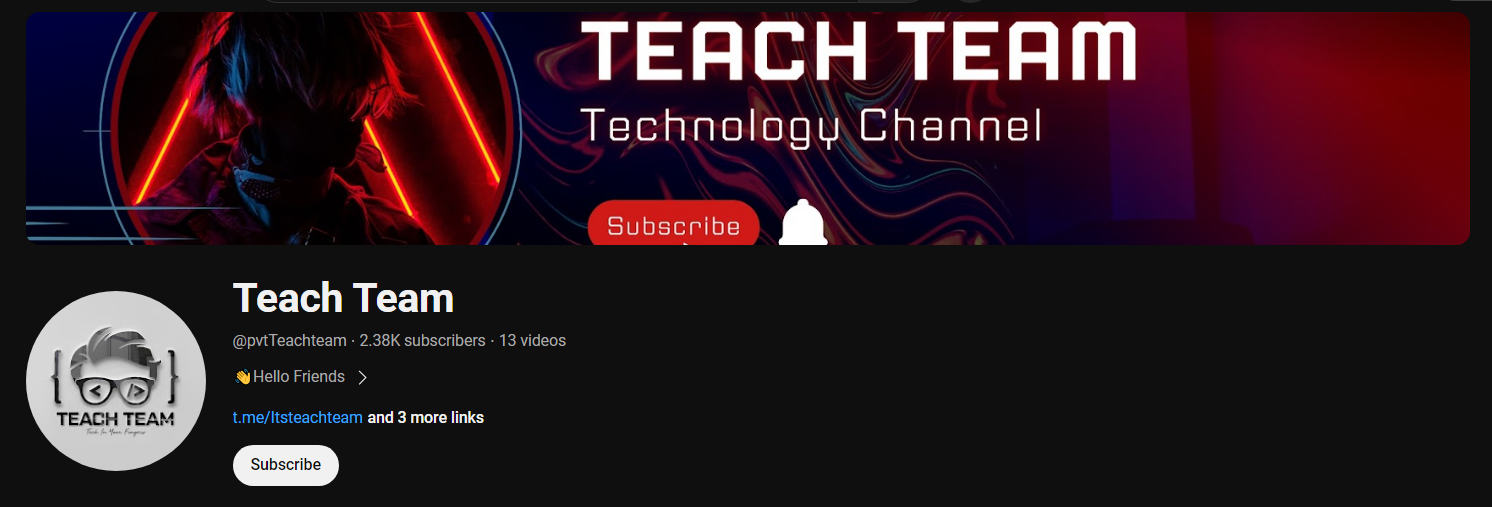 TEACH TEAM
Technology Channel
Subscribe
Teach Team
@pvtTeachteam · 2.38K subscribers · 13 videos
👋Hello Friends
t.me/Itsteachteam and 3 more links
Subscribe
{ < /> }
TEACH TEAM